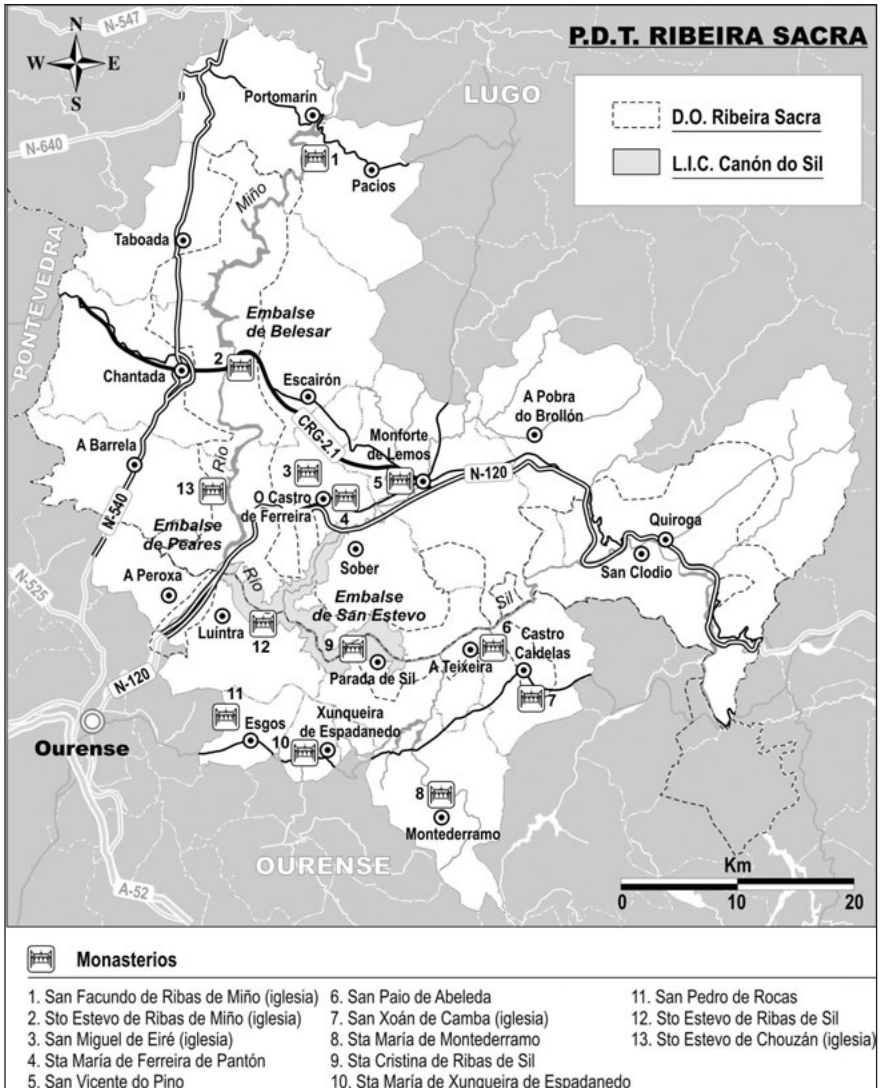 N
W E
S
N-547
P.D.T. RIBEIRA SACRA
LUGO
D.O. Ribeira Sacra
L.I.C. Canón do Sil
N-640
Portomarín
1
Pacios
Miño
Taboada
PONTEVEDRA
Embalse
de Belesar
2
Chantada
Escairón
CRG-2.1
A Pobra
do Brollón
Monforte
de Lemos
A Barrela
Río
3
5
N-120
13
O Castro
de Ferreira
4
N-540
Embalse
de Peares
Quiroga
San Clodio
Sober
N-525
A Peroxa
Río
Embalse
de San Estevo
Sil
Luíntra
12
6
Castro
Caldelas
9
A Teixeira
Parada de Sil
N-120
7
11
Esgos
Xunqueira
de Espadanedo
10
Ourense
8
Montederramo
OURENSE
A-52
Km
0 10 20
Monasterios
1. San Facundo de Ribas de Miño (iglesia)
2. Sto Estevo de Ribas de Miño (iglesia)
3. San Miguel de Eiré (iglesia)
4. Sta María de Ferreira de Pantón
5. San Vicente do Pino
6. San Paio de Abeleda
7. San Xoán de Camba (iglesia)
8. Sta María de Montederramo
9. Sta Cristina de Ribas de Sil
10. Sta María de Xunqueira de Espadanedo
11. San Pedro de Rocas
12. Sto Estevo de Ribas de Sil
13. Sto Estevo de Chouzán (iglesia)